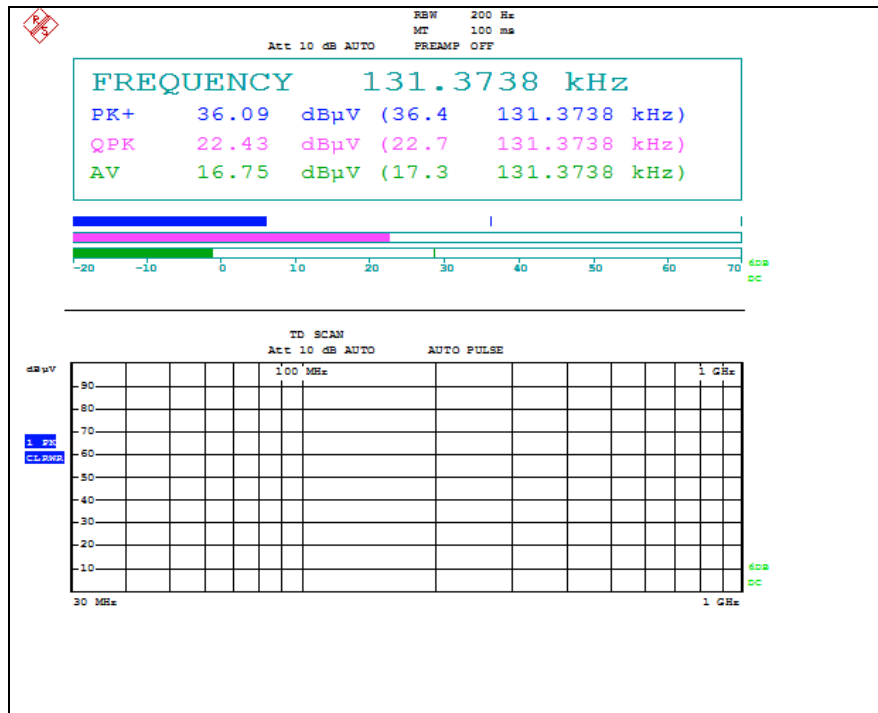 R S
RBW 200 Hz
MT 100 ms
Att 10 dB AUTO PREAMP OFF
FREQUENCY 131.3738 kHz
PK+ 36.09 dBµV (36.4 131.3738 kHz)
QPK 22.43 dBµV (22.7 131.3738 kHz)
AV 16.75 dBµV (17.3 131.3738 kHz)
-20 -10 0 10 20 30 40 50 60 70
6DB
DC
TD SCAN
Att 10 dB AUTO AUTO PULSE
dBµV
100 MHz 1 GHz
90
80
70
1 PK
CLRWR
60
50
40
30
20
10
6DB
DC
30 MHz 1 GHz